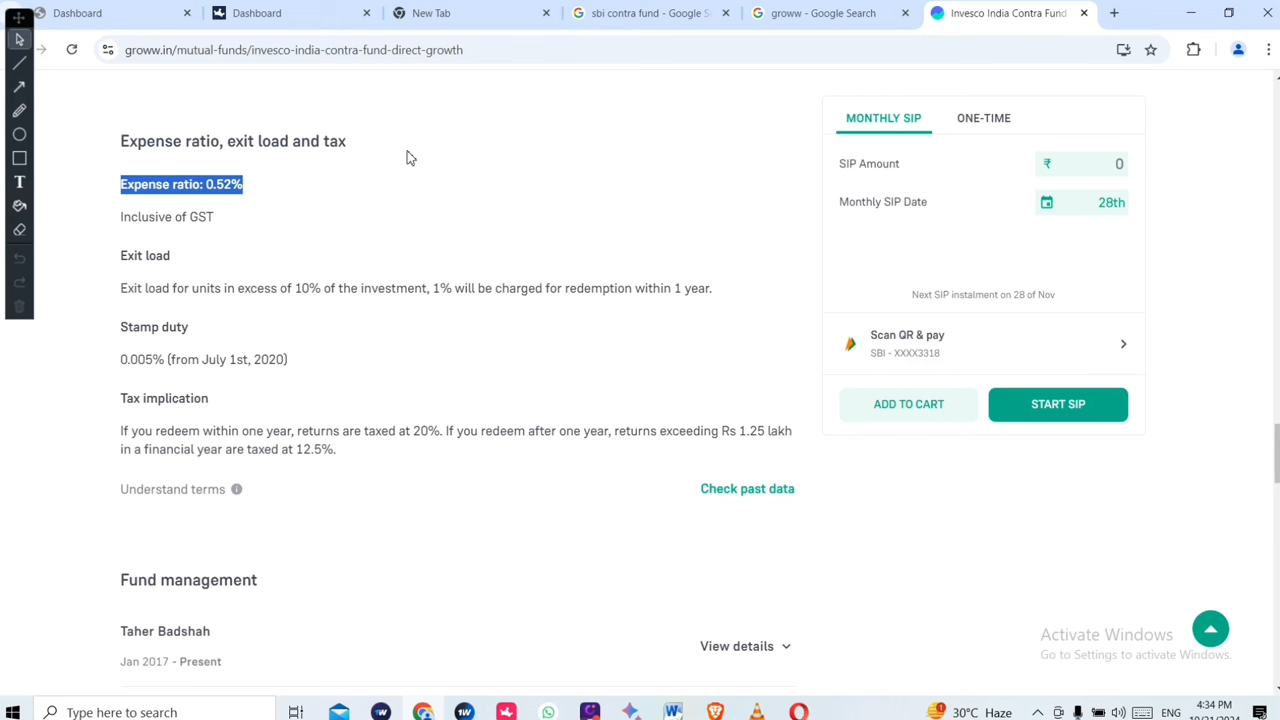 Dashboard
Dashboard
New Tab
sbi contra fund - Google
groww - Google Search
Invesco India Contra Fund
groww.in/mutual-funds/invesco-india-contra-fund-direct-growth
T
Expense ratio, exit load and tax
Expense ratio: 0.52%
Inclusive of GST
Exit load
Exit load for units in excess of 10% of the investment, 1% will be charged for redemption within 1 year.
Stamp duty
0.005% (from July 1st, 2020)
Tax implication
If you redeem within one year, returns are taxed at 20%. If you redeem after one year, returns exceeding Rs 1.25 lakh
in a financial year are taxed at 12.5%.
Understand terms
Check past data
Fund management
Taher Badshah
Jan 2017 - Present
View details
MONTHLY SIP
ONE-TIME
SIP Amount
₹ 0
Monthly SIP Date
28th
Next SIP instalment on 28 of Nov
Scan QR & pay
SBI - XXXX3318
ADD TO CART
START SIP
Activate Windows
Go to Settings to activate Windows.
Type here to search
30°C Haze
ENG
4:34 PM